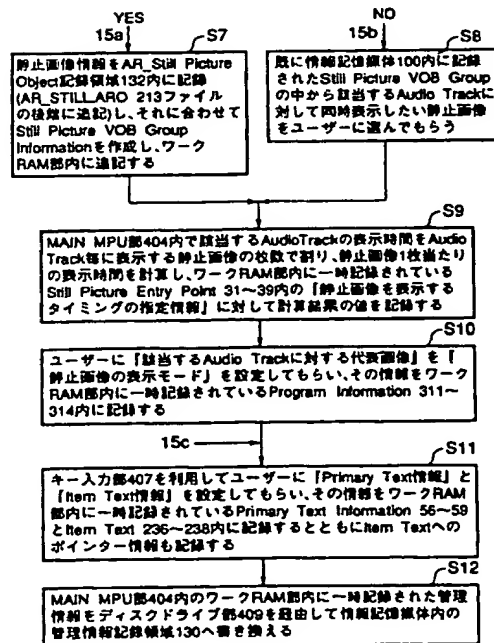 YES
NO
15a
S7
15b
S8
静止画像情報をAR_Still Picture
Object記録領域132内に記録
(AR_STILL.ARO 213ファイル
の後端に追記)し、それに合わせて
Still Picture VOB Group
Informationを作成し、ワーク
RAM部内に追記する
既に情報記憶媒体100内に記録
されたStill Picture VOB Group
の中から該当するAudio Trackに
対して同時表示したい静止画像
をユーザーに選んでもらう
S9
MAIN MPU部404内で該当するAudioTrackの表示時間をAudio
Track毎に表示する静止画像の枚数で割り、静止画像1枚当たり
の表示時間を計算し、ワークRAM部内に一時記録されている
Still Picture Entry Point 31〜39内の『静止画像を表示する
タイミングの指定情報』に対して計算結果の値を記録する
S10
ユーザーに『該当するAudio Trackに対する代表画像』を『
静止画像の表示モード』を設定してもらい、その情報をワーク
RAM部内に一時記録されているProgram Information 311〜
314内に記録する
15c
S11
キー入力部407を利用してユーザーに『Primary Text情報』と
『Item Text情報』を設定してもらい、その情報をワークRAM
部内に一時記録されているPrimary Text Information 56〜59
とItem Text 236〜238内に記録するとともにItem Textへの
ポインター情報も記録する
S12
MAIN MPU部404内のワークRAM部内に一時記録された管理
情報をディスクドライブ部409を経由して情報記憶媒体内の
管理情報記録領域130へ書き換える